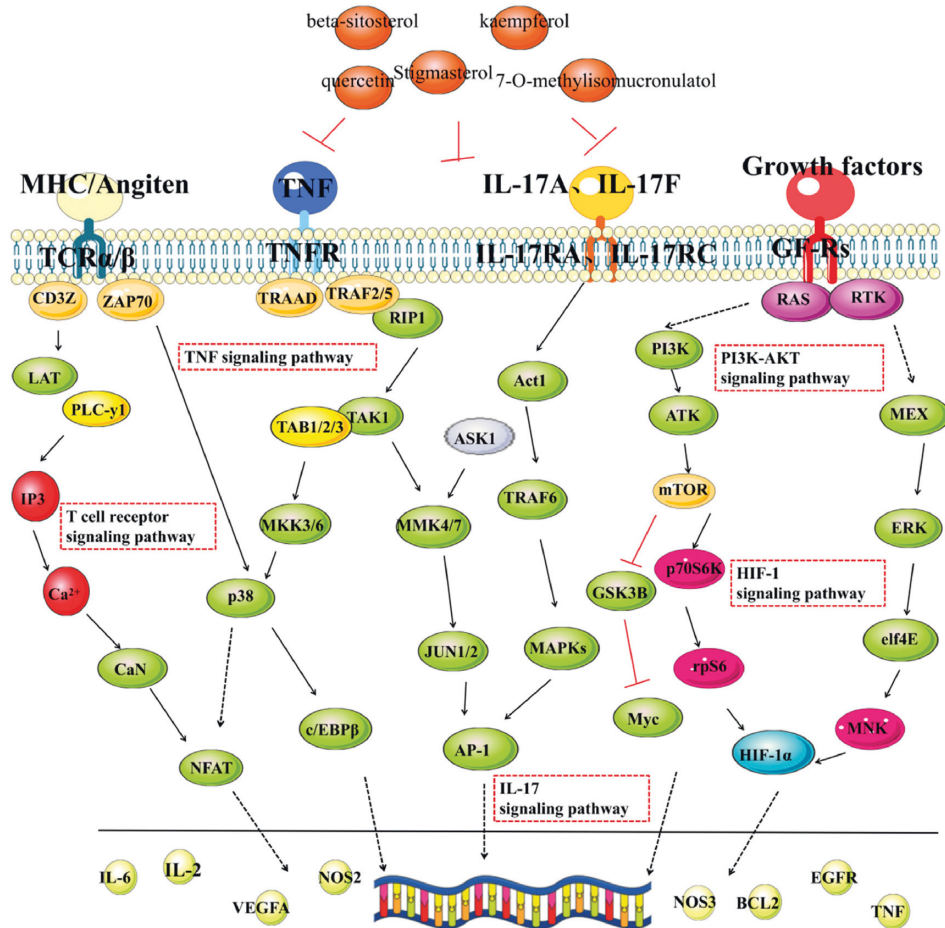 beta-sitosterol
kaempferol
quercetin
Stigmasterol
7-O-methylisomucronulatol
MHC/Angiten
TNF
IL-17A、IL-17F
Growth factors
TCRα/β
TNFR
IL-17RA、IL-17RC
GF-Rs
CD3Z
ZAP70
TRAAD
TRAF2/5
RIP1
RAS
RTK
TNF signaling pathway
PI3K
PI3K-AKT
signaling pathway
LAT
PLC-y1
Act1
TAB1/2/3
TAK1
ASK1
ATK
MEX
IP3
T cell receptor
signaling pathway
MKK3/6
MMK4/7
TRAF6
mTOR
ERK
Ca²⁺
p38
GSK3B
p70S6K
HIF-1
signaling pathway
CaN
JUN1/2
MAPKs
rpS6
elf4E
NFAT
c/EBPβ
AP-1
Myc
HIF-1α
MNK
IL-17
signaling pathway
IL-6
IL-2
VEGFA
NOS2
NOS3
BCL2
EGFR
TNF